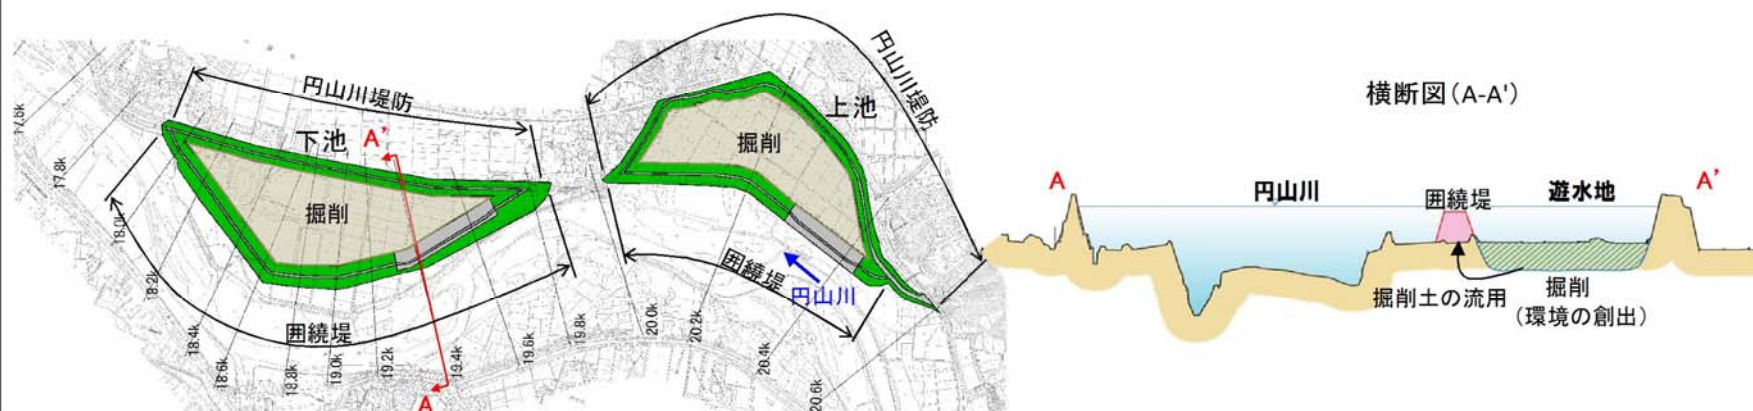 円山川堤防
下池
A'
掘削
囲繞堤
A
17.6k
17.8k
18.0k
18.2k
18.4k
18.6k
18.8k
19.0k
19.2k
19.4k
19.6k
19.8k
円山川堤防
上池
掘削
囲繞堤
円山川
20.0k
20.2k
20.4k
20.6k
横断図(A-A')
A
円山川
囲繞堤
遊水地
A'
掘削土の流用
掘削
(環境の創出)